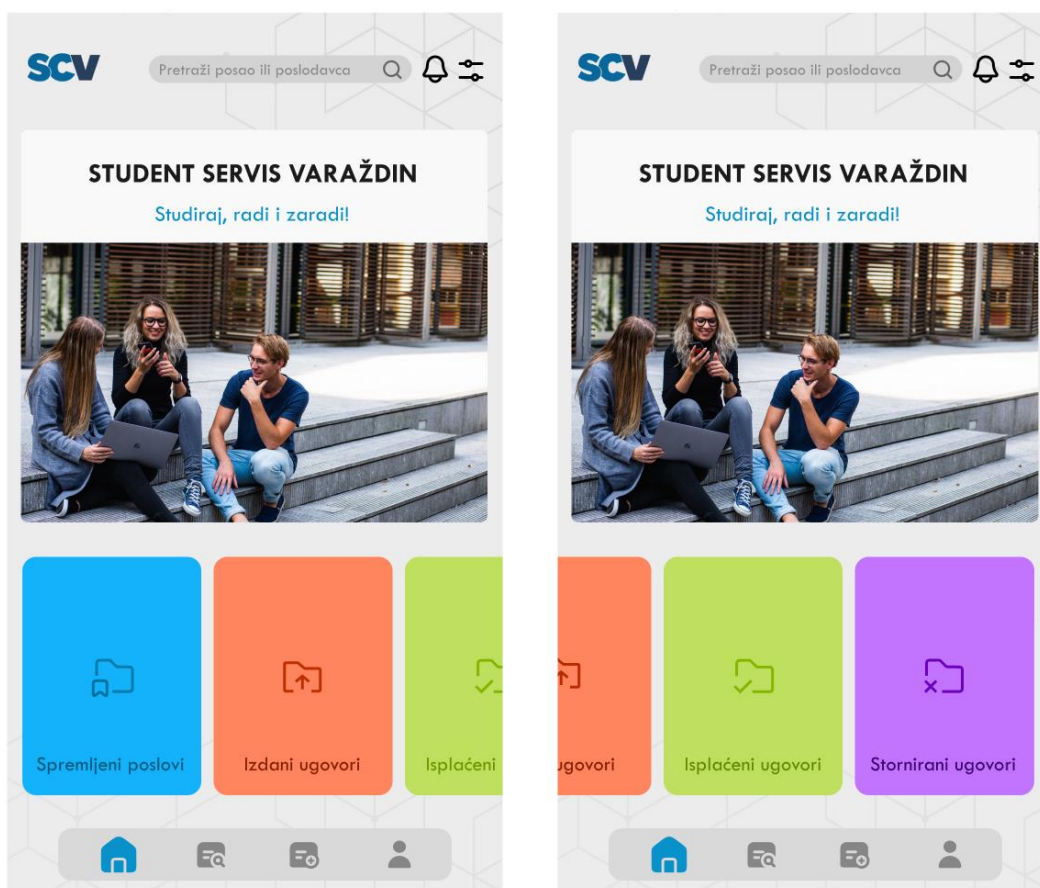 SCV
Pretraži posao ili poslodavca
STUDENT SERVIS VARAŽDIN
Studiraj, radi i zaradi!
Spremljeni poslovi
Izdani ugovori
Isplaćeni
SCV
Pretraži posao ili poslodavca
STUDENT SERVIS VARAŽDIN
Studiraj, radi i zaradi!
ugovori
Isplaćeni ugovori
Stornirani ugovori